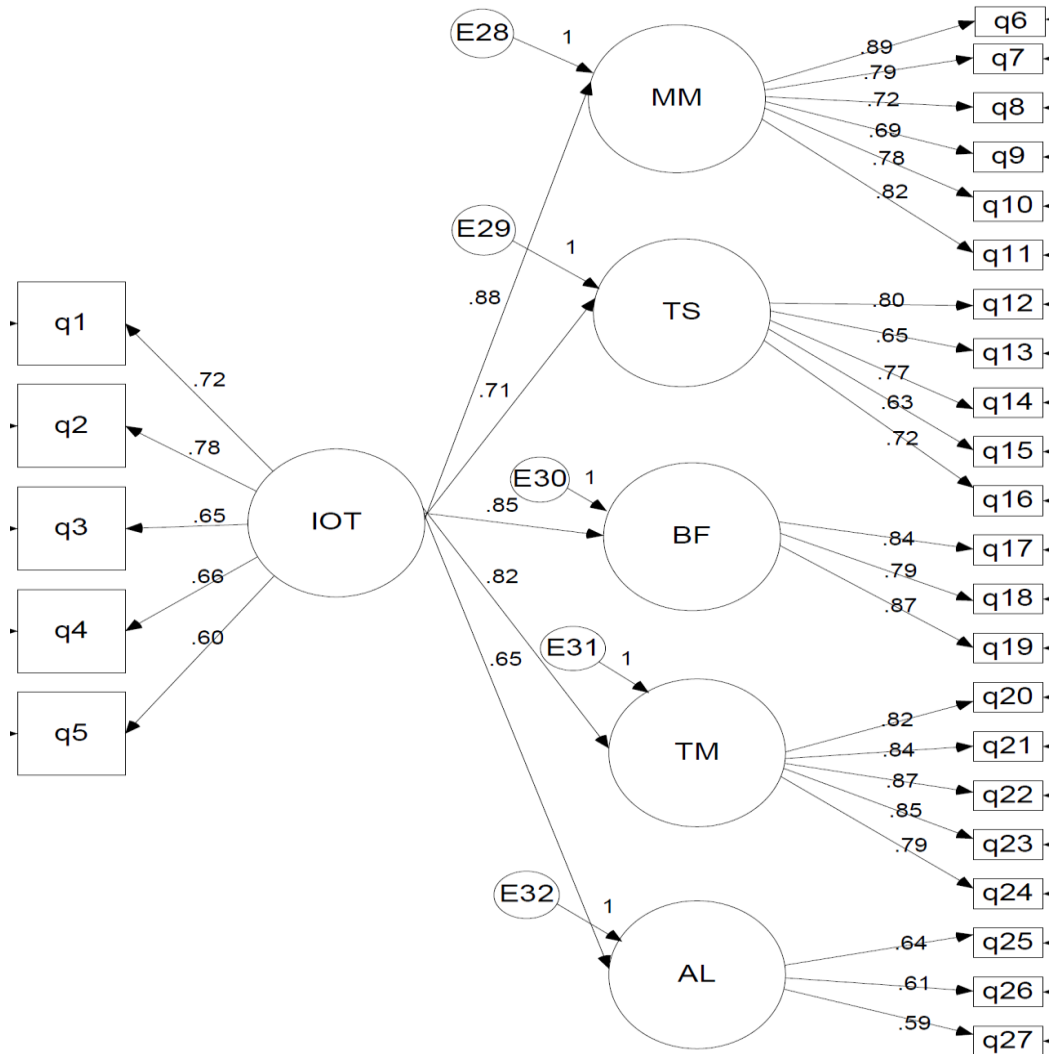 E28
1
MM
.89
.79
.72
.69
.78
.82
q6
q7
q8
q9
q10
q11
E29
1
TS
.88
.71
.80
.65
.77
.63
.72
q12
q13
q14
q15
q16
q1
q2
q3
q4
q5
.72
.78
.65
.66
.60
IOT
E30
1
.85
BF
.84
.79
.87
q17
q18
q19
.82
E31
1
.65
TM
.82
.84
.87
.85
.79
q20
q21
q22
q23
q24
E32
1
AL
.64
.61
.59
q25
q26
q27